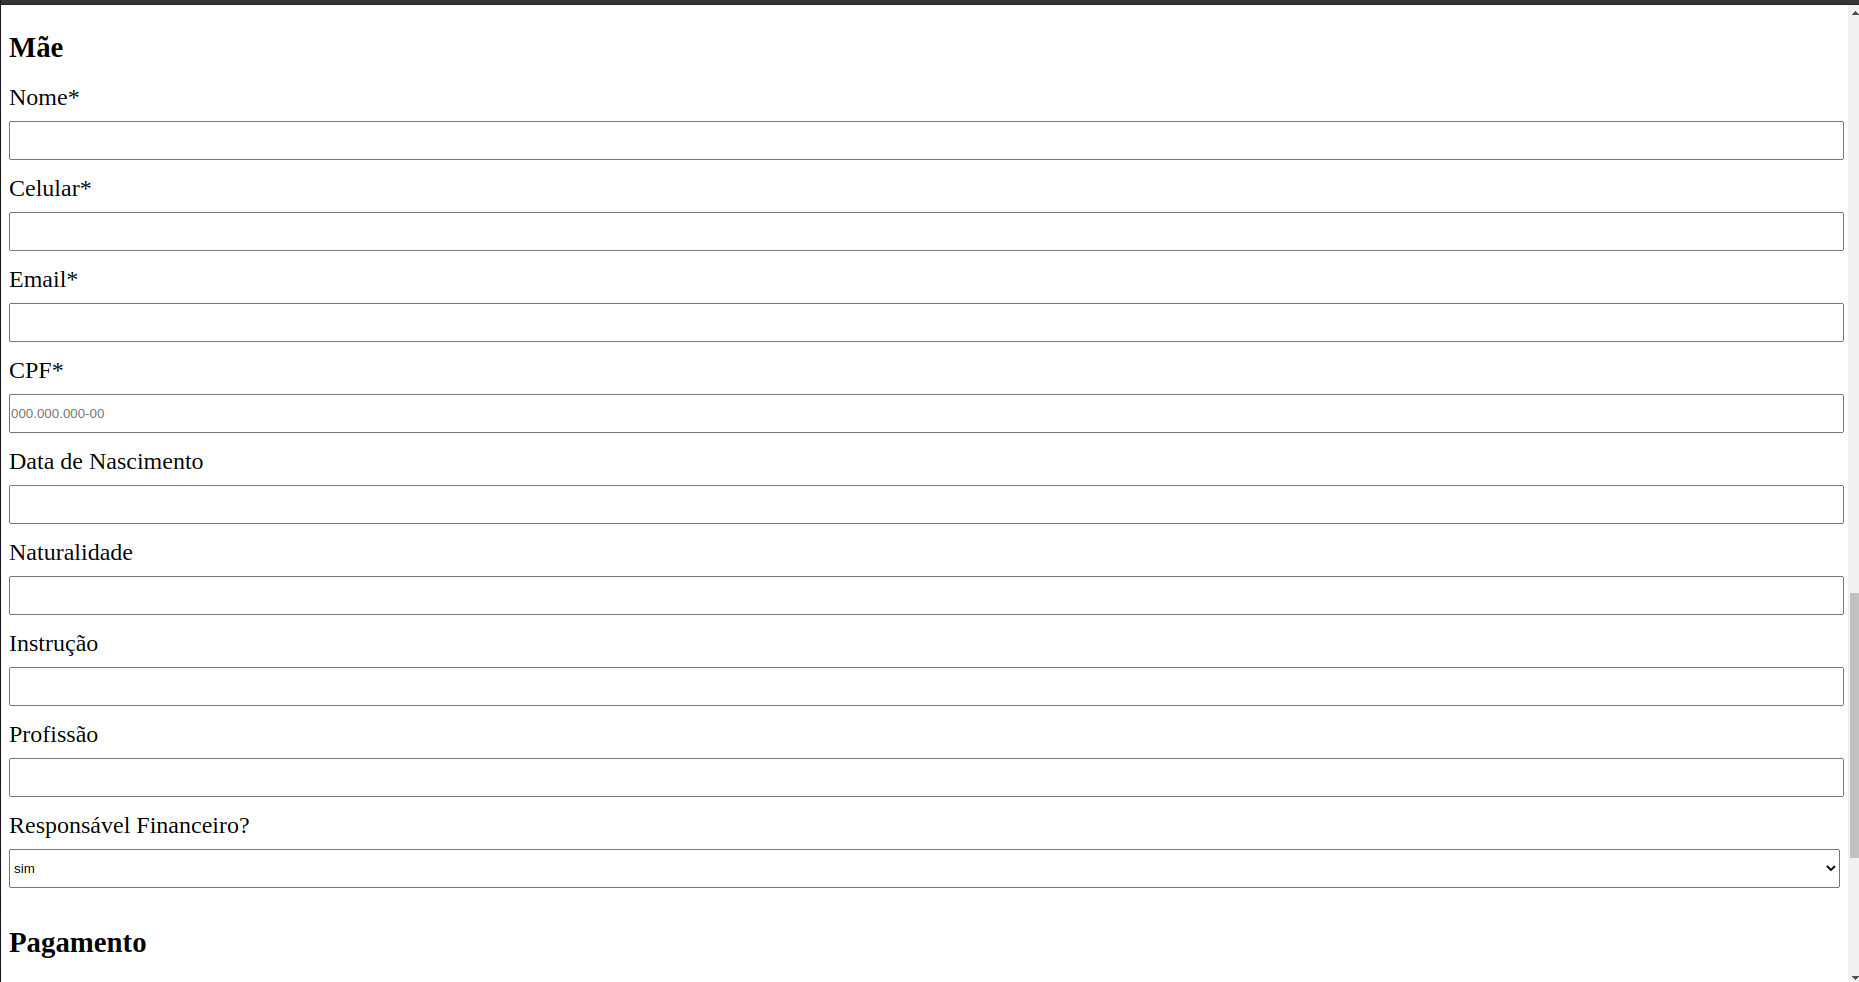 Mãe
Nome*
Celular*
Email*
CPF*
000.000.000-00
Data de Nascimento
Naturalidade
Instrução
Profissão
Responsável Financeiro?
sim
Pagamento